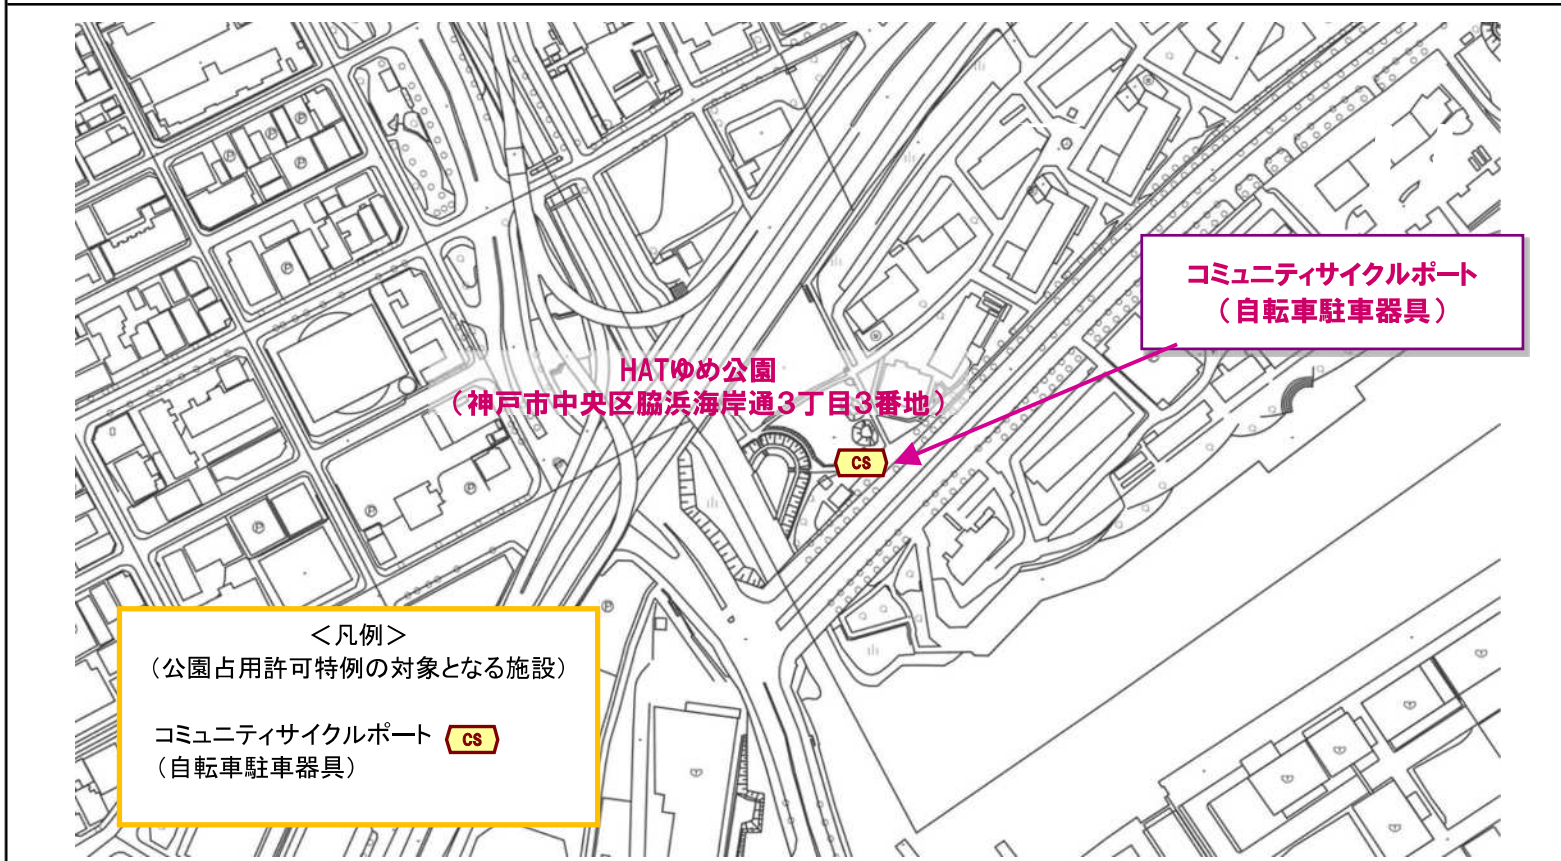 コミュニティサイクルポート
（自転車駐車器具）
HATゆめ公園
（神戸市中央区脇浜海岸通３丁目３番地）
CS
＜凡例＞
（公園占用許可特例の対象となる施設）
コミュニティサイクルポート CS
（自転車駐車器具）